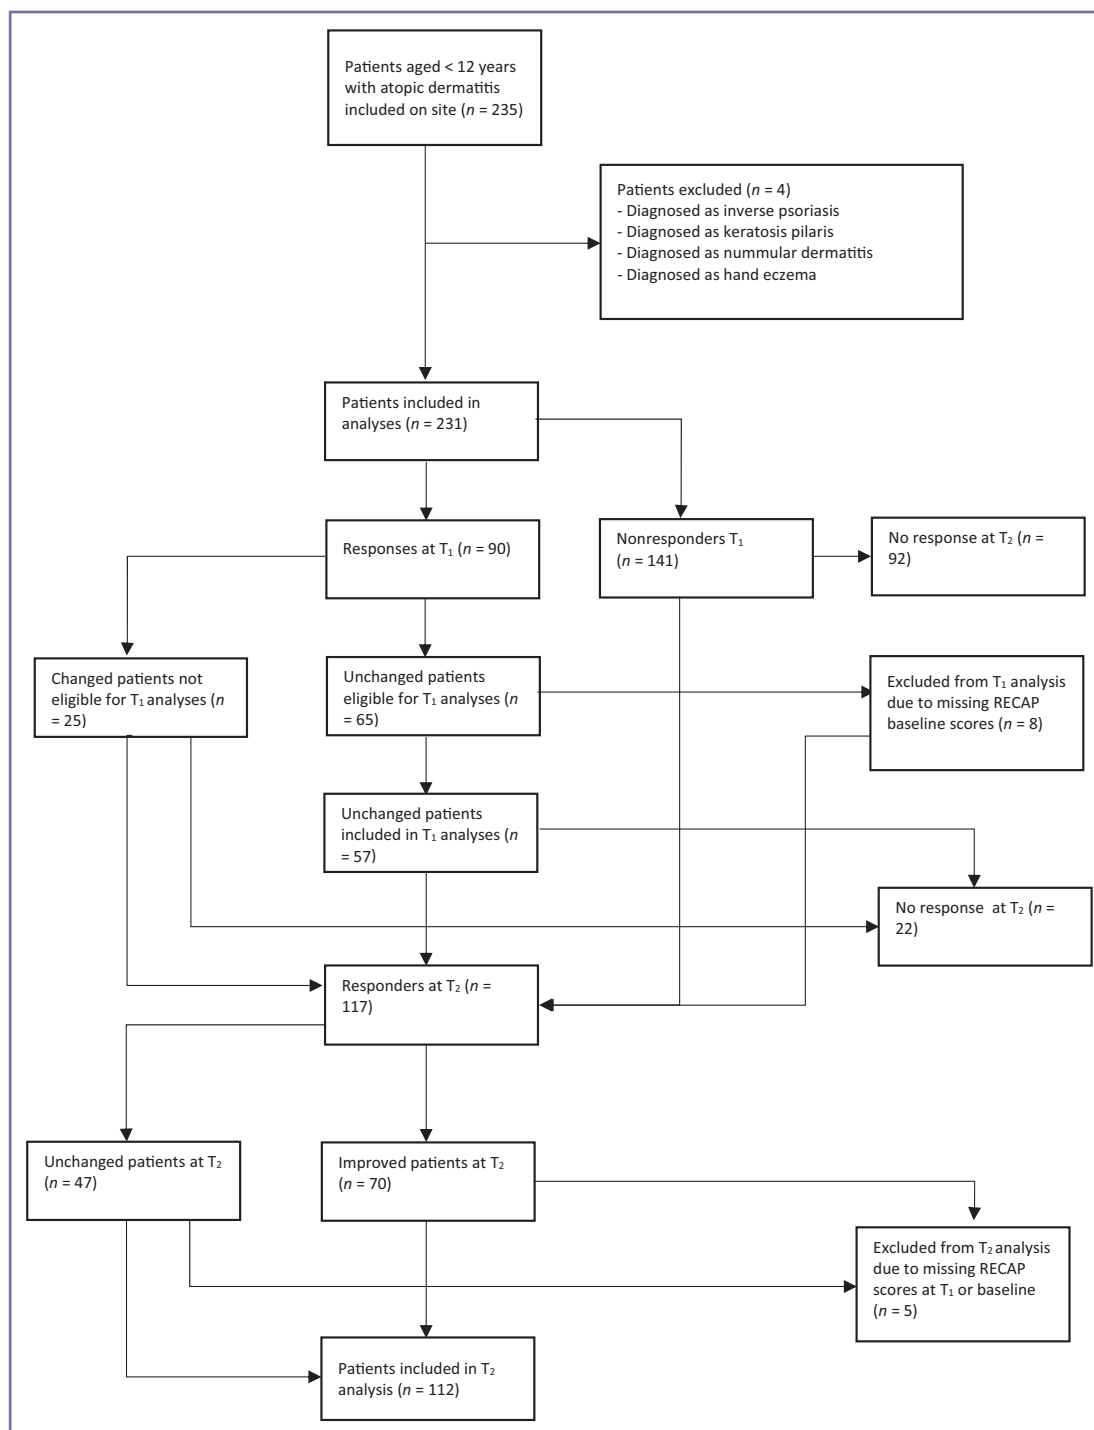 Patients aged < 12 years
with atopic dermatitis
included on site (n = 235)
Patients excluded (n = 4)
- Diagnosed as inverse psoriasis
- Diagnosed as keratosis pilaris
- Diagnosed as nummular dermatitis
- Diagnosed as hand eczema
Patients included in
analyses (n = 231)
Responses at T₁ (n = 90)
Nonresponders T₁
(n = 141)
No response at T₂ (n =
92)
Changed patients not
eligible for T₁ analyses (n
= 25)
Unchanged patients
eligible for T₁ analyses (n =
65)
Excluded from T₁ analysis
due to missing RECAP
baseline scores (n = 8)
Unchanged patients
included in T₁ analyses (n
= 57)
No response at T₂ (n =
22)
Responders at T₂ (n =
117)
Unchanged patients at T₂
(n = 47)
Improved patients at T₂
(n = 70)
Excluded from T₂ analysis
due to missing RECAP
scores at T₁ or baseline
(n = 5)
Patients included in T₂
analysis (n = 112)